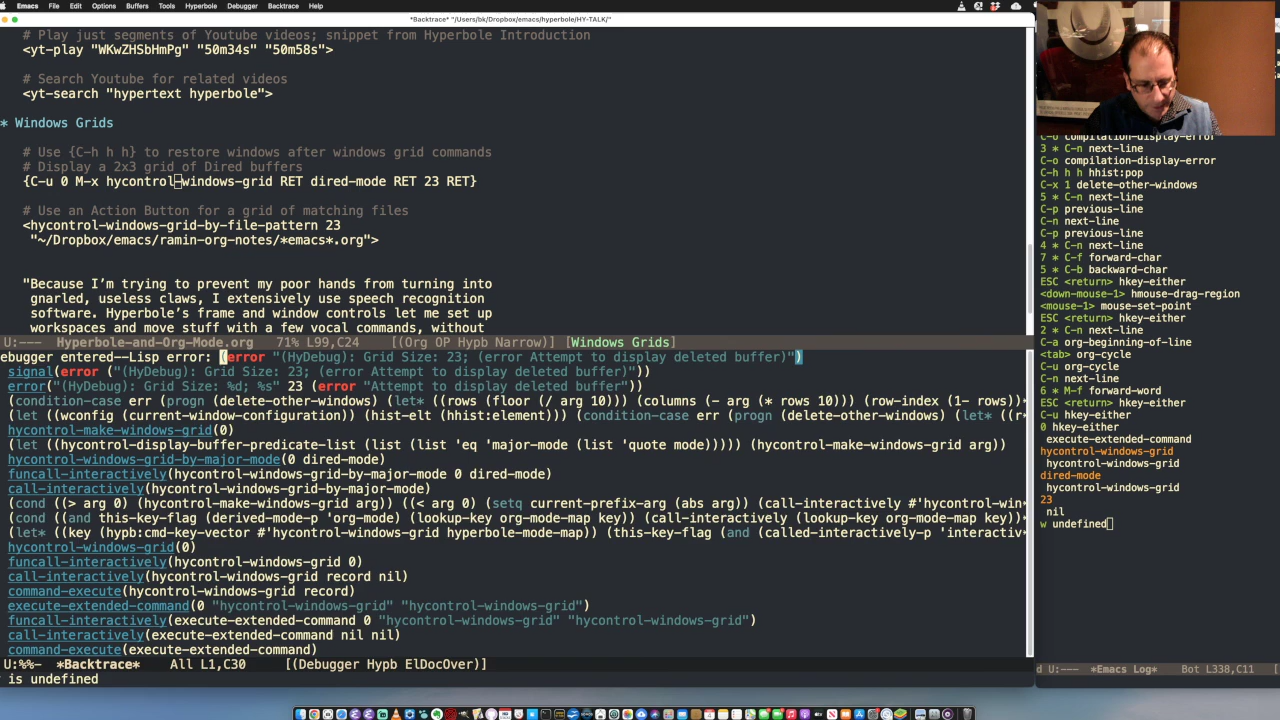 Emacs File Edit Options Buffers Tools Hyperbole Debugger Backtrace Help
*Backtrace* "/Users/bk/Dropbox/emacs/hyperbole/HY-TALK/"
# Play just segments of Youtube videos; snippet from Hyperbole Introduction
<yt-play "WKwZHSbHmPg" "50m34s" "50m58s">
# Search Youtube for related videos
<yt-search "hypertext hyperbole">
* Windows Grids
# Use {C-h h h} to restore windows after windows grid commands
# Display a 2x3 grid of Dired buffers
{C-u 0 M-x hycontrol-windows-grid RET dired-mode RET 23 RET}
# Use an Action Button for a grid of matching files
<hycontrol-windows-grid-by-file-pattern 23
"~/Dropbox/emacs/ramin-org-notes/*emacs*.org">
"Because I'm trying to prevent my poor hands from turning into
gnarled, useless claws, I extensively use speech recognition
software. Hyperbole's frame and window controls let me set up
workspaces and move stuff with a few vocal commands, without
U:--- Hyperbole-and-Org-Mode.org 71% L99,C24 [(Org OP Hypb Narrow)] [Windows Grids]
ebugger entered--Lisp error: (error "(HyDebug): Grid Size: 23; (error Attempt to display deleted buffer)")
signal(error ("(HyDebug): Grid Size: 23; (error Attempt to display deleted buffer)"))
error("(HyDebug): Grid Size: %d; %s" 23 (error "Attempt to display deleted buffer"))
(condition-case err (progn (delete-other-windows) (let* ((rows (floor (/ arg 10))) (columns (- arg (* rows 10))) (row-index (1- rows))
(let ((wconfig (current-window-configuration)) (hist-elt (hhist:element))) (condition-case err (progn (delete-other-windows) (let* ((r
hycontrol-make-windows-grid(0)
(let ((hycontrol-display-buffer-predicate-list (list (list 'eq 'major-mode (list 'quote mode))))) (hycontrol-make-windows-grid arg))
hycontrol-windows-grid-by-major-mode(0 dired-mode)
funcall-interactively(hycontrol-windows-grid-by-major-mode 0 dired-mode)
call-interactively(hycontrol-windows-grid-by-major-mode)
(cond ((> arg 0) (hycontrol-make-windows-grid arg)) ((< arg 0) (setq current-prefix-arg (abs arg)) (call-interactively #'hycontrol-win
(cond ((and this-key-flag (derived-mode-p 'org-mode) (lookup-key org-mode-map key)) (call-interactively (lookup-key org-mode-map key))
(let* ((key (hypb:cmd-key-vector #'hycontrol-windows-grid hyperbole-mode-map)) (this-key-flag (and (called-interactively-p 'interactiv
hycontrol-windows-grid(0)
funcall-interactively(hycontrol-windows-grid 0)
call-interactively(hycontrol-windows-grid record nil)
command-execute(hycontrol-windows-grid record)
execute-extended-command(0 "hycontrol-windows-grid" "hycontrol-windows-grid")
funcall-interactively(execute-extended-command 0 "hycontrol-windows-grid" "hycontrol-windows-grid")
call-interactively(execute-extended-command nil nil)
command-execute(execute-extended-command)
U:%%- *Backtrace* All L1,C30 [(Debugger Hypb ElDocOver)]
is undefined
C-o compilation-display-error
3 * C-n next-line
C-o compilation-display-error
C-h h h hhist:pop
C-x 1 delete-other-windows
5 * C-n next-line
C-p previous-line
C-n next-line
C-p previous-line
4 * C-n next-line
7 * C-f forward-char
5 * C-b backward-char
ESC <return> hkey-either
<down-mouse-1> hmouse-drag-region
<mouse-1> mouse-set-point
ESC <return> hkey-either
2 * C-n next-line
C-a org-beginning-of-line
<tab> org-cycle
C-u org-cycle
C-n next-line
6 * M-f forward-word
ESC <return> hkey-either
C-u hkey-either
0 hkey-either
execute-extended-command
hycontrol-windows-grid
hycontrol-windows-grid
dired-mode
hycontrol-windows-grid
23
nil
w undefined
d U:--- *Emacs Log* Bot L338,C11